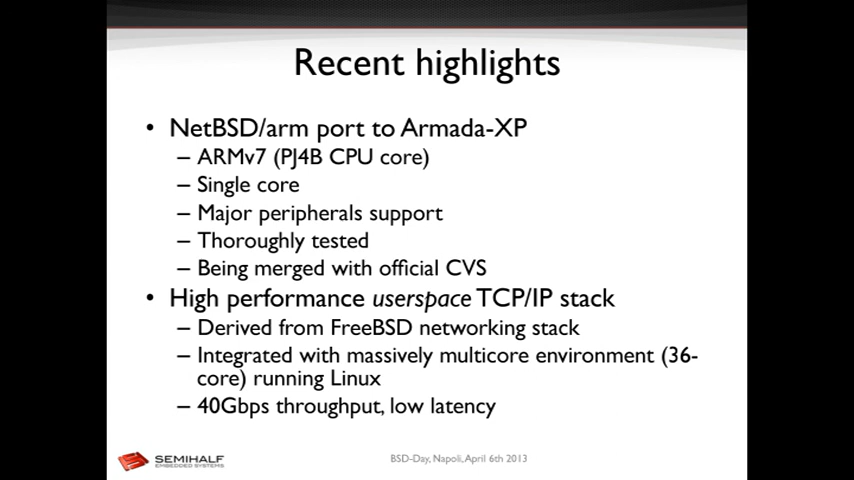 Recent highlights
• NetBSD/arm port to Armada-XP
– ARMv7 (PJ4B CPU core)
– Single core
– Major peripherals support
– Thoroughly tested
– Being merged with official CVS
• High performance userspace TCP/IP stack
– Derived from FreeBSD networking stack
– Integrated with massively multicore environment (36-
core) running Linux
– 40Gbps throughput, low latency
SEMIHALF
EMBEDDED SYSTEMS
BSD-Day, Napoli, April 6th 2013